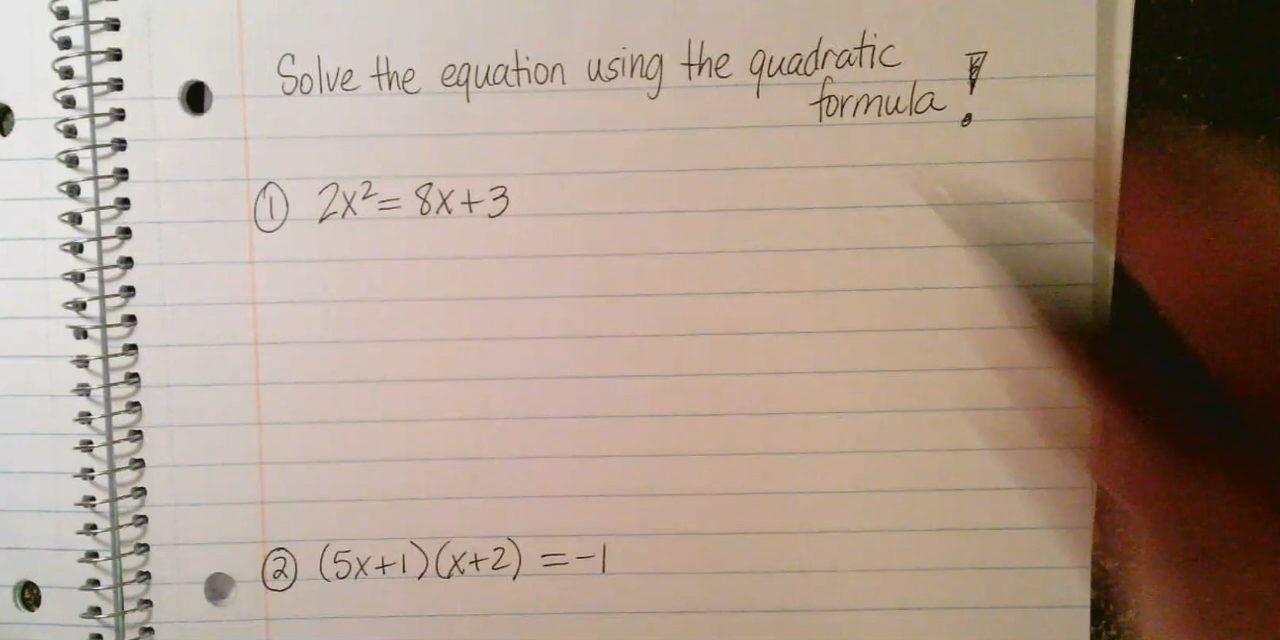 Solve the equation using the quadratic
formula!
① 2x² = 8x+3
② (5x+1)(x+2) = -1